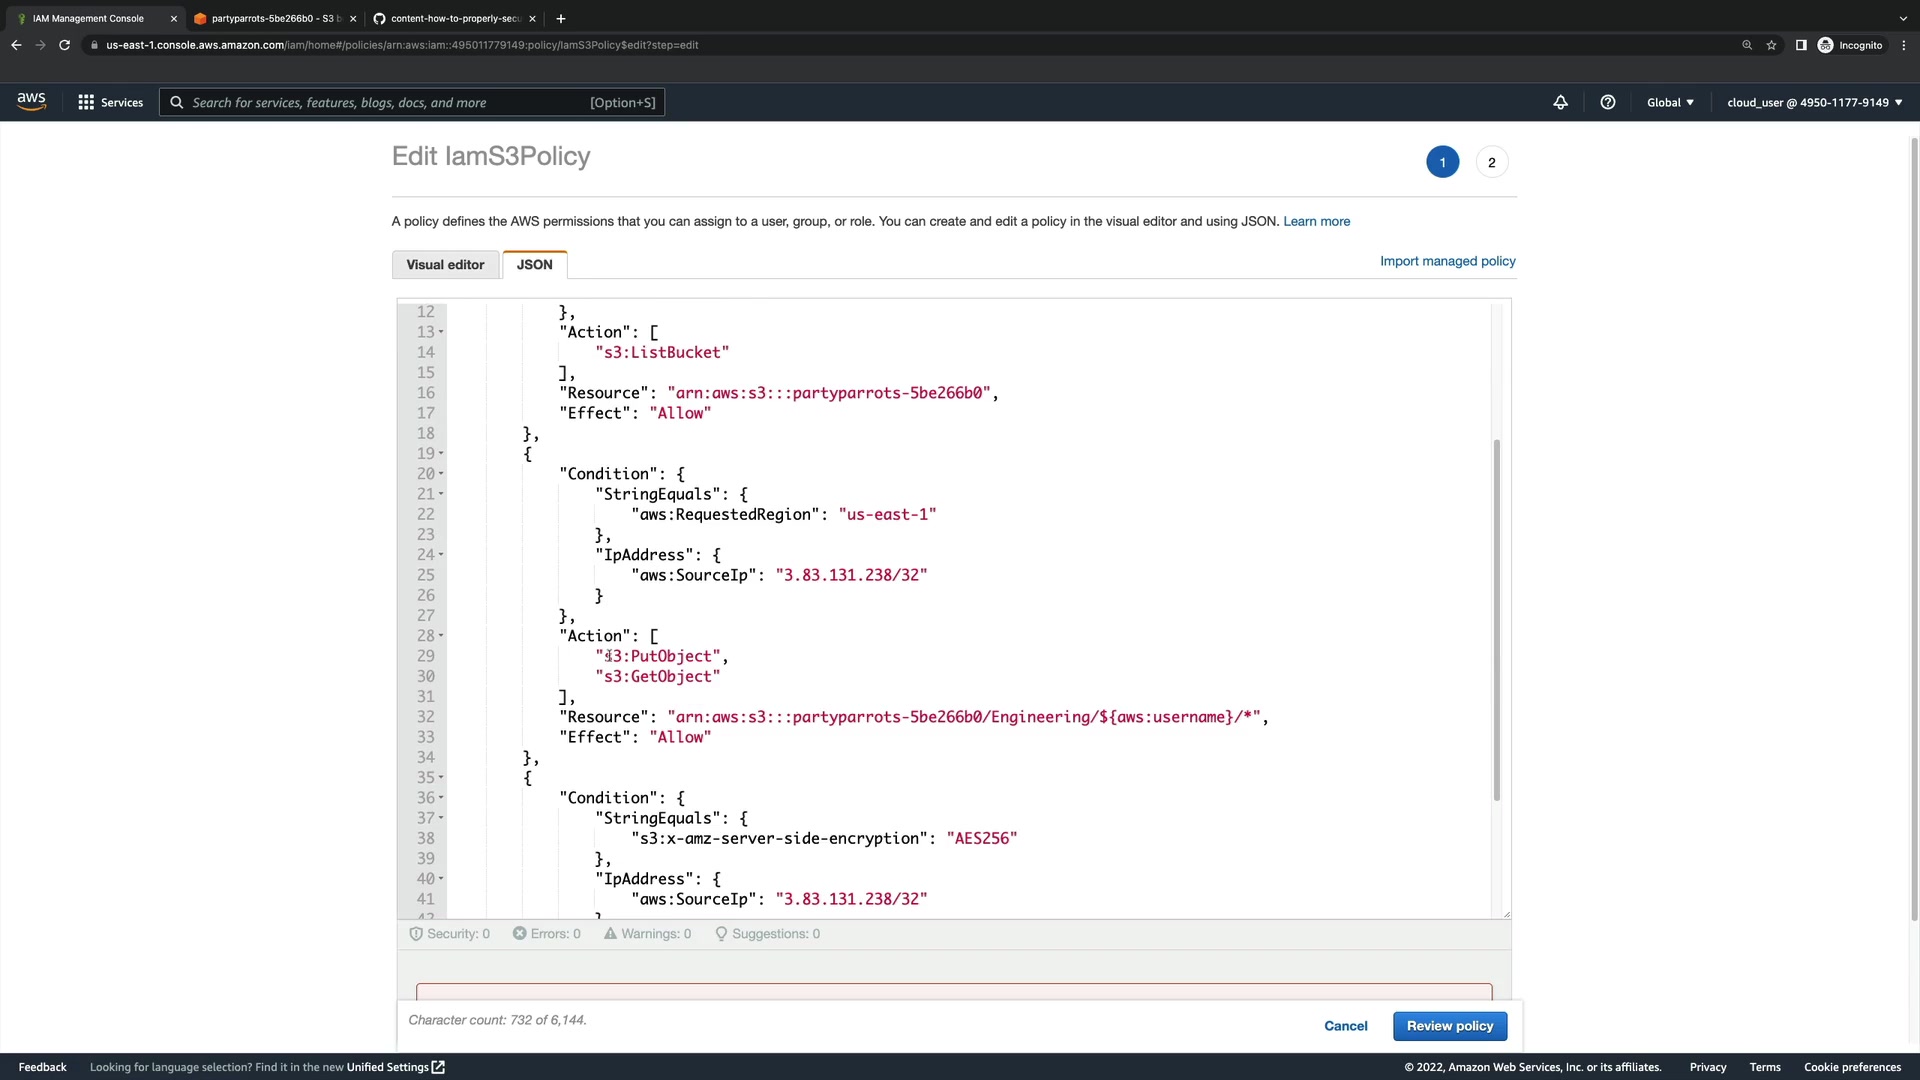 IAM Management Console
partyparrots-5be266b0 - S3 b
content-how-to-properly-secu
us-east-1.console.aws.amazon.com/iam/home#/policies/arn:aws:iam::495011779149:policy/IamS3Policy$edit?step=edit
Incognito
aws
Services
Search for services, features, blogs, docs, and more
[Option+S]
Global
cloud_user @ 4950-1177-9149
Edit IamS3Policy
1
2
A policy defines the AWS permissions that you can assign to a user, group, or role. You can create and edit a policy in the visual editor and using JSON. Learn more
Visual editor
JSON
Import managed policy
12 },
13 "Action": [
14 "s3:ListBucket"
15 ],
16 "Resource": "arn:aws:s3:::partyparrots-5be266b0",
17 "Effect": "Allow"
18 },
19 {
20 "Condition": {
21 "StringEquals": {
22 "aws:RequestedRegion": "us-east-1"
23 },
24 "IpAddress": {
25 "aws:SourceIp": "3.83.131.238/32"
26 }
27 },
28 "Action": [
29 "s3:PutObject",
30 "s3:GetObject"
31 ],
32 "Resource": "arn:aws:s3:::partyparrots-5be266b0/Engineering/${aws:username}/*",
33 "Effect": "Allow"
34 },
35 {
36 "Condition": {
37 "StringEquals": {
38 "s3:x-amz-server-side-encryption": "AES256"
39 },
40 "IpAddress": {
41 "aws:SourceIp": "3.83.131.238/32"
42 }
Security: 0
Errors: 0
Warnings: 0
Suggestions: 0
Character count: 732 of 6,144.
Cancel
Review policy
Feedback
Looking for language selection? Find it in the new Unified Settings
© 2022, Amazon Web Services, Inc. or its affiliates.
Privacy
Terms
Cookie preferences